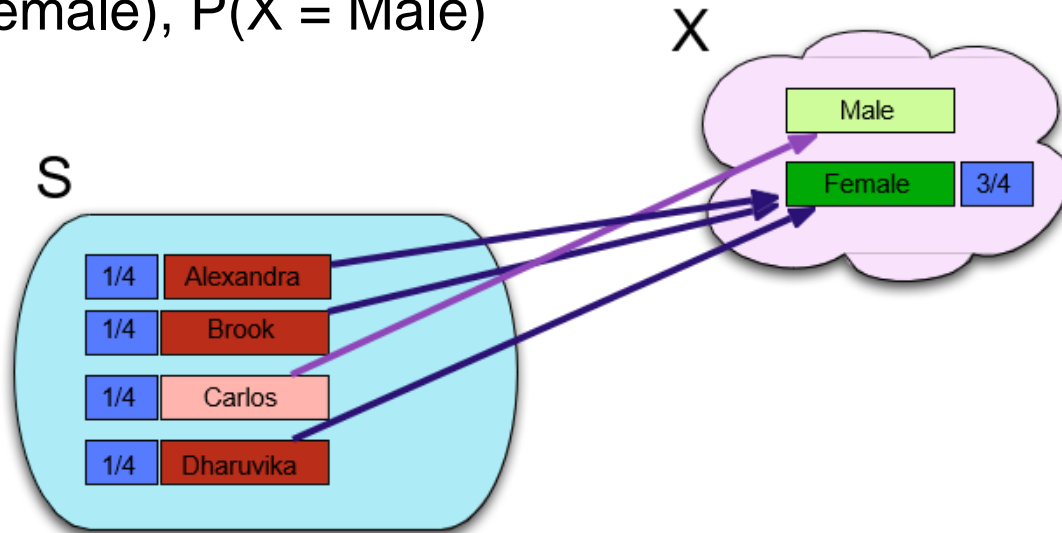 emale), P(X = Male)
X
Male
Female 3/4
S
1/4 Alexandra
1/4 Brook
1/4 Carlos
1/4 Dharuvika